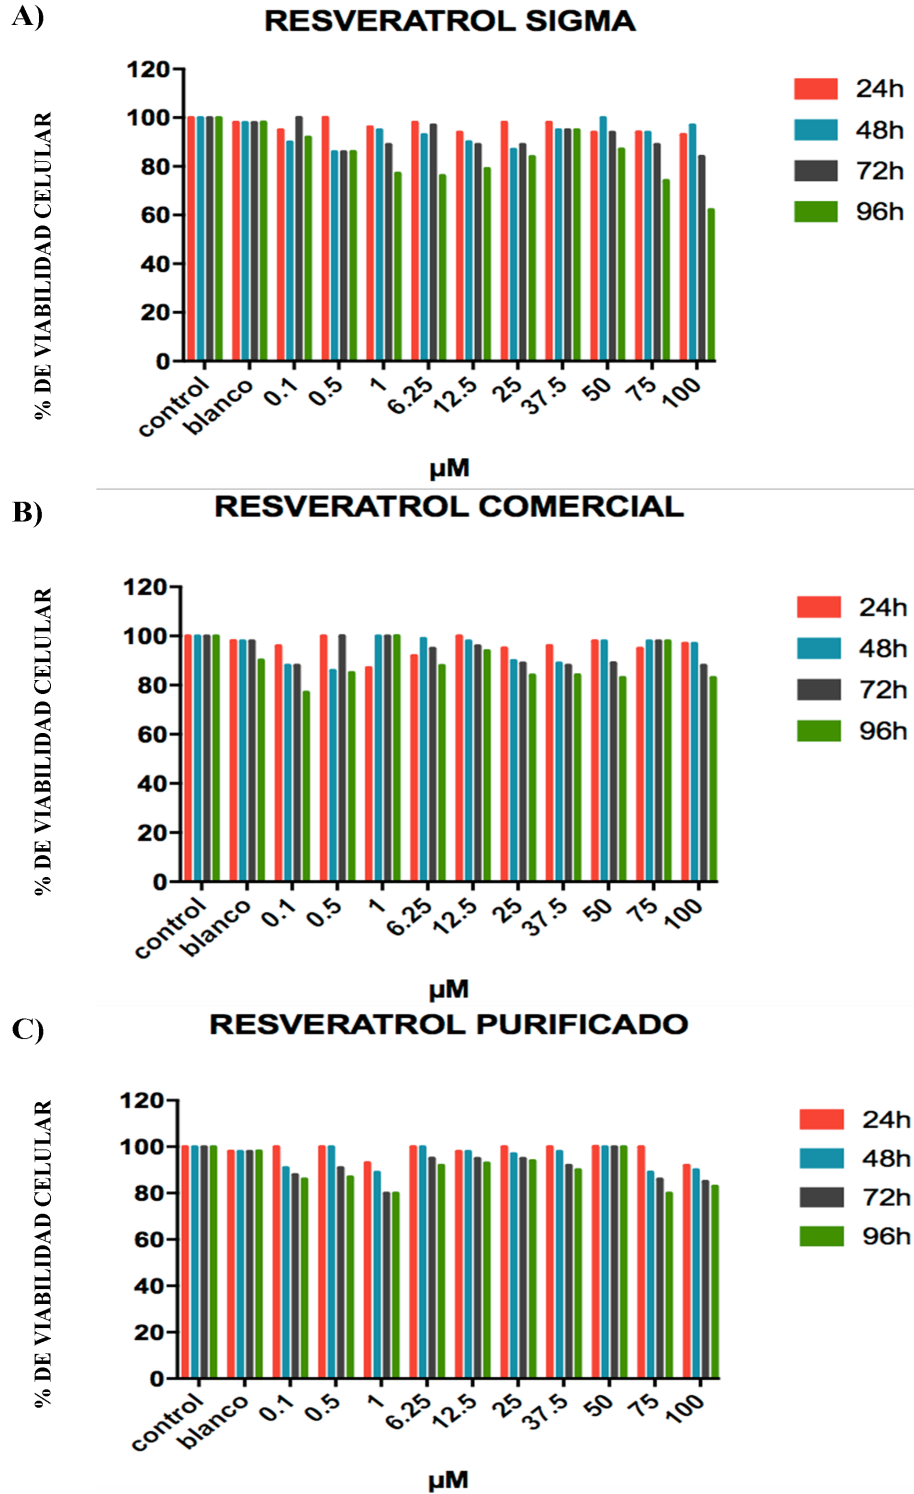 A)
RESVERATROL SIGMA
% DE VIABILIDAD CELULAR
120
100
80
60
40
20
0
control
blanco
0.1
0.5
1
6.25
12.5
25
37.5
50
75
100
µM
24h
48h
72h
96h
B)
RESVERATROL COMERCIAL
% DE VIABILIDAD CELULAR
120
100
80
60
40
20
0
control
blanco
0.1
0.5
1
6.25
12.5
25
37.5
50
75
100
µM
24h
48h
72h
96h
C)
RESVERATROL PURIFICADO
% DE VIABILIDAD CELULAR
120
100
80
60
40
20
0
control
blanco
0.1
0.5
1
6.25
12.5
25
37.5
50
75
100
µM
24h
48h
72h
96h